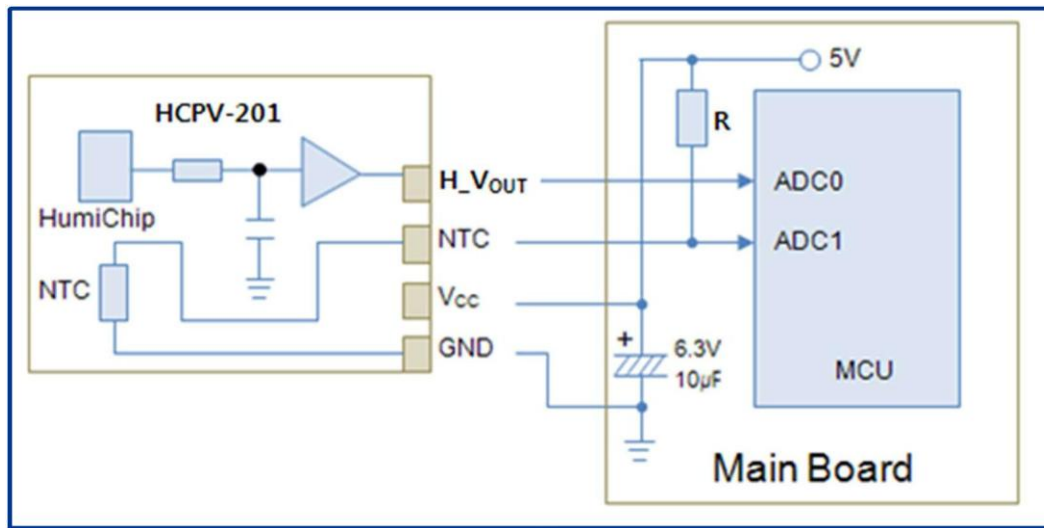 HCPV-201
HumiChip
NTC
H_VOUT
NTC
VCC
GND
5V
R
ADC0
ADC1
+
6.3V
10µF
MCU
Main Board